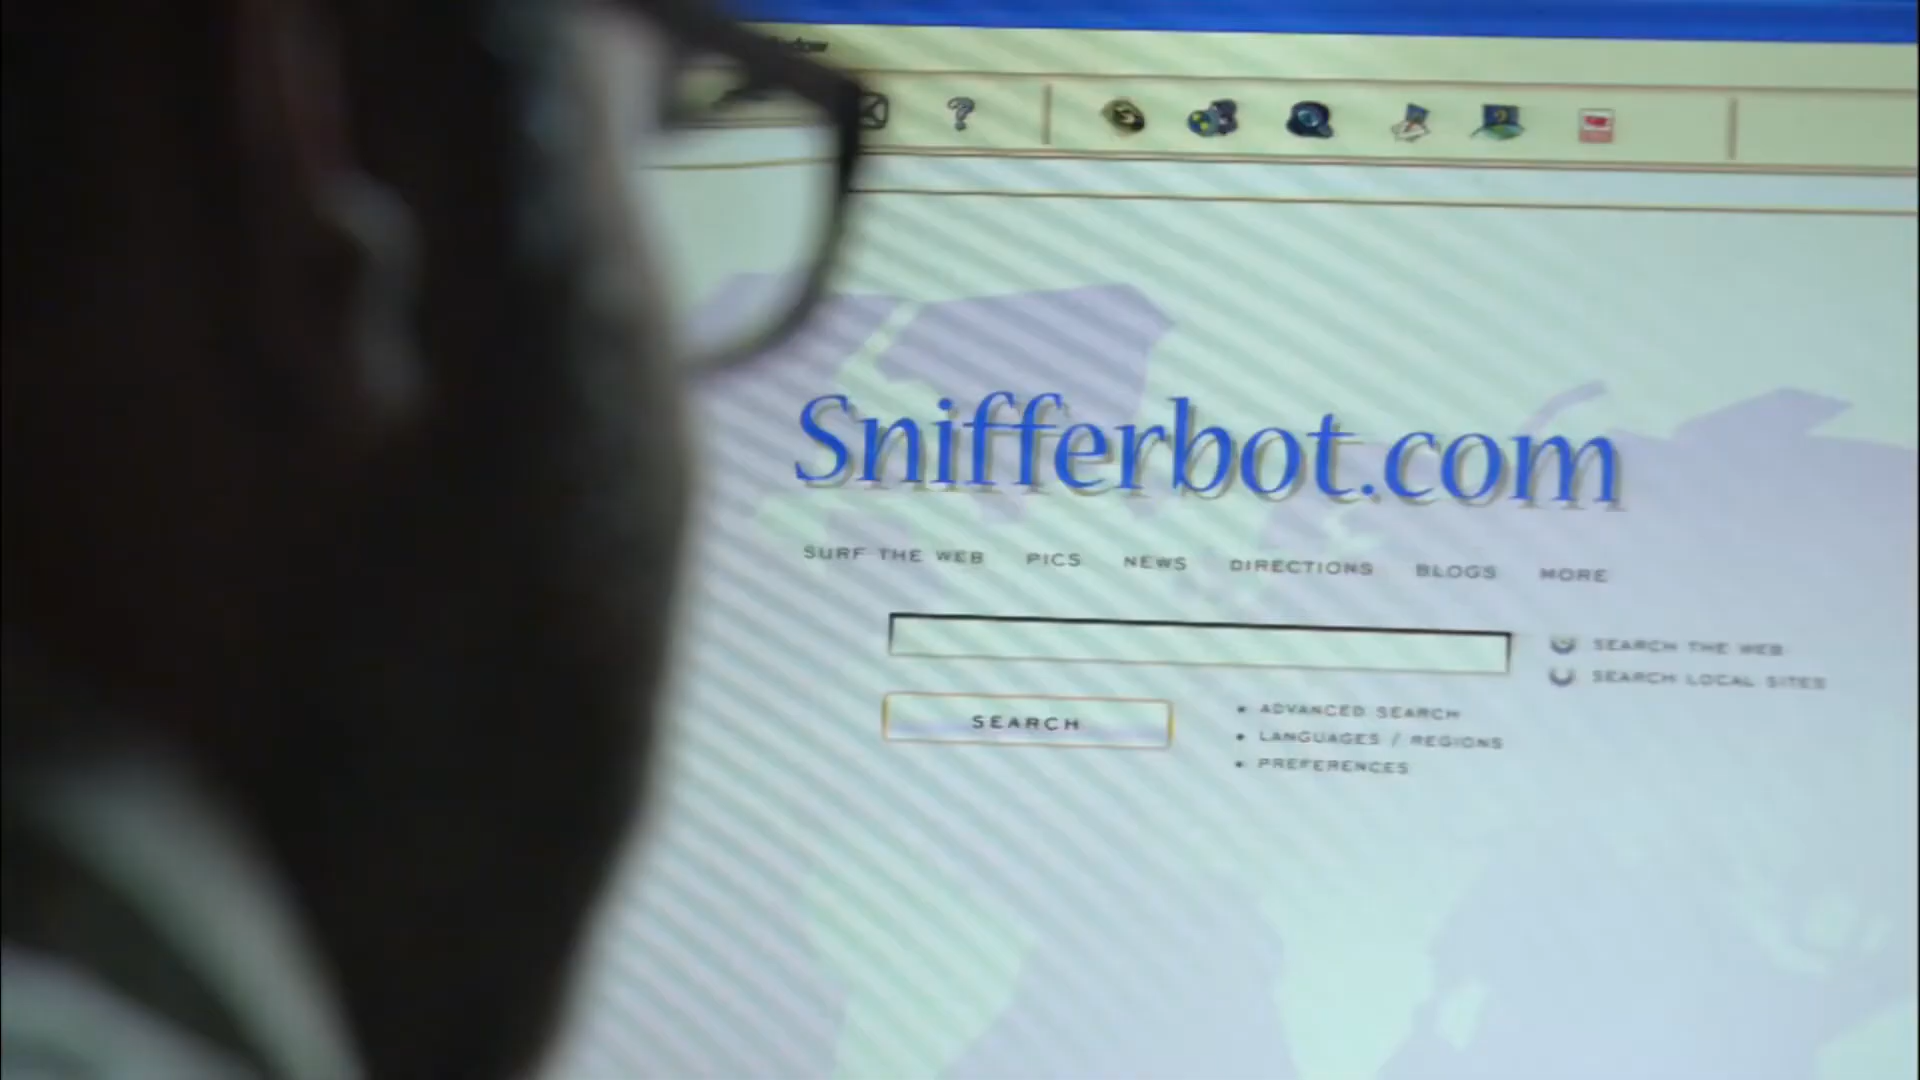 Snifferbot.com
SURF THE WEB PICS NEWS DIRECTIONS BLOGS MORE
SEARCH THE WEB
SEARCH LOCAL SITES
SEARCH
• ADVANCED SEARCH
• LANGUAGES / REGIONS
• PREFERENCES